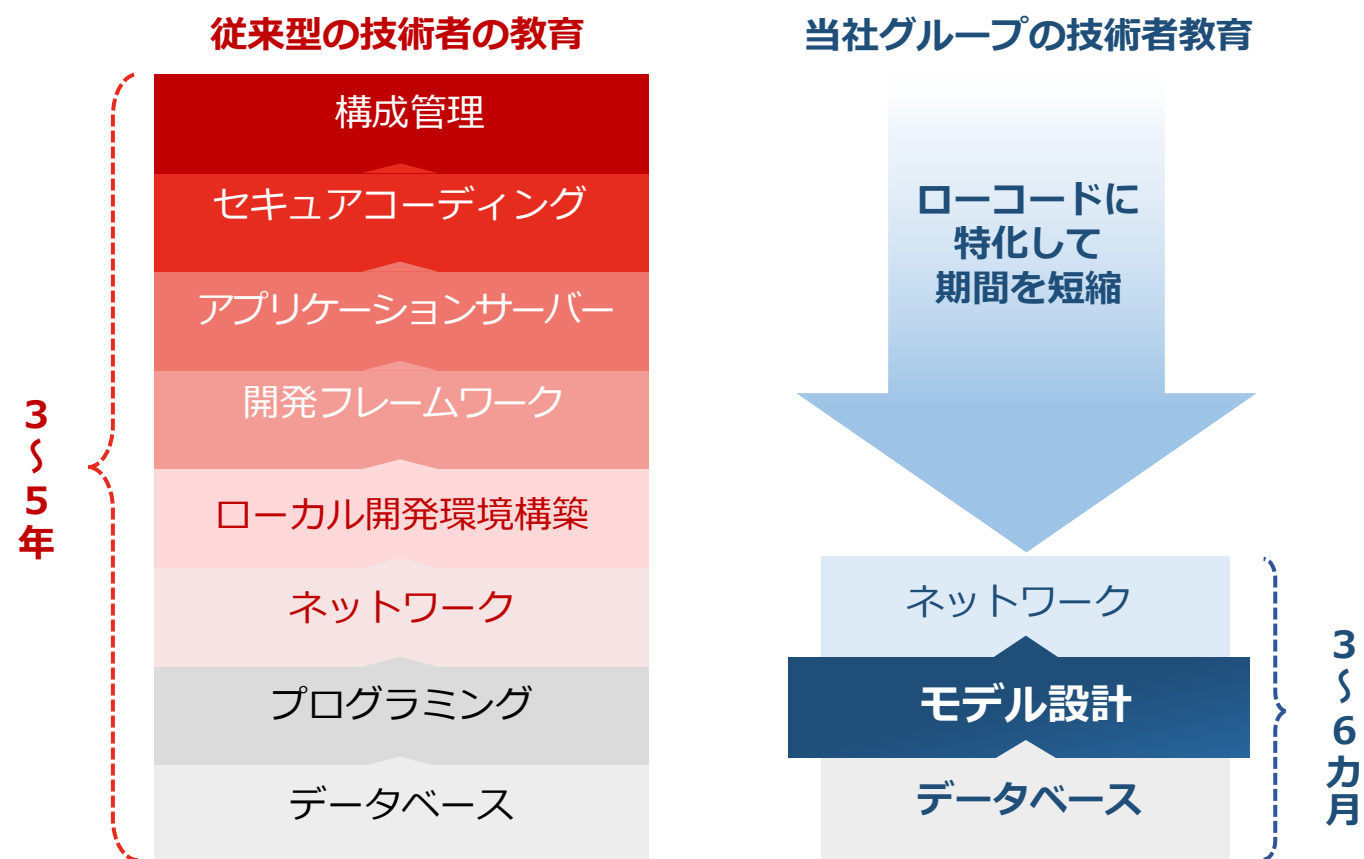 従来型の技術者の教育
構成管理
セキュアコーディング
アプリケーションサーバー
開発フレームワーク
ローカル開発環境構築
ネットワーク
プログラミング
データベース
3～5年
当社グループの技術者教育
ローコードに
特化して
期間を短縮
ネットワーク
モデル設計
データベース
3～6カ月